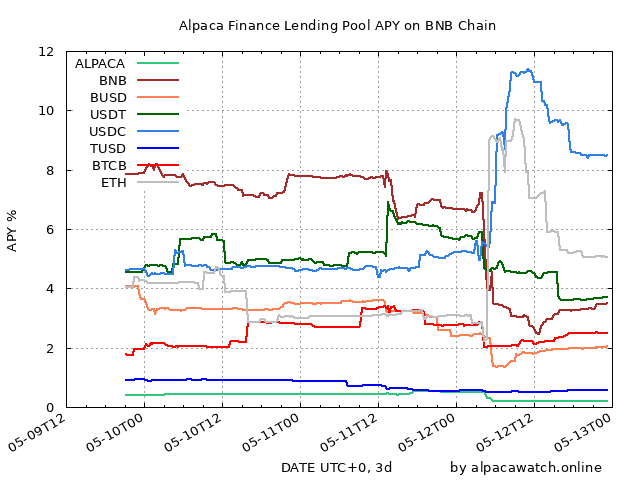 Alpaca Finance Lending Pool APY on BNB Chain
12
10
8
6
4
2
0
APY %
ALPACA
BNB
BUSD
USDT
USDC
TUSD
BTCB
ETH
05-09T12
05-10T00
05-10T12
05-11T00
05-11T12
05-12T00
05-12T12
05-13T00
DATE UTC+0, 3d
by alpacawatch.online